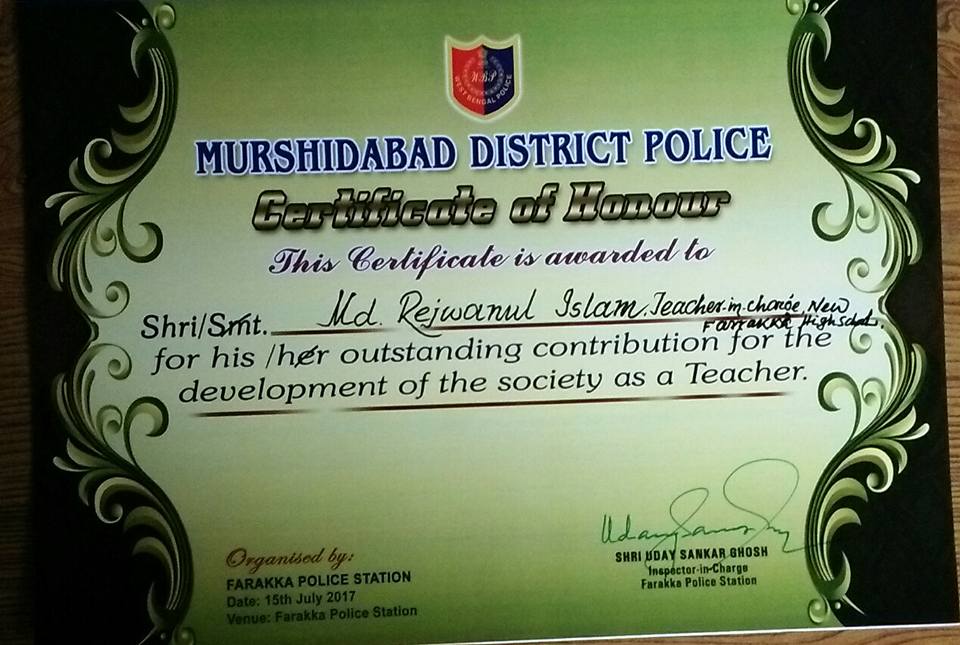 WBP
WEST BENGAL POLICE
MURSHIDABAD DISTRICT POLICE
Certificate of Honour
This Certificate is awarded to
Shri/Smt. Md. Rejwanul Islam, Teacher-in-charge, New
Farakka High School.
for his /her outstanding contribution for the
development of the society as a Teacher.
Organised by:
FARAKKA POLICE STATION
Date: 15th July 2017
Venue: Farakka Police Station
Uday Sankar
SHRI UDAY SANKAR GHOSH
Inspector-in-Charge
Farakka Police Station